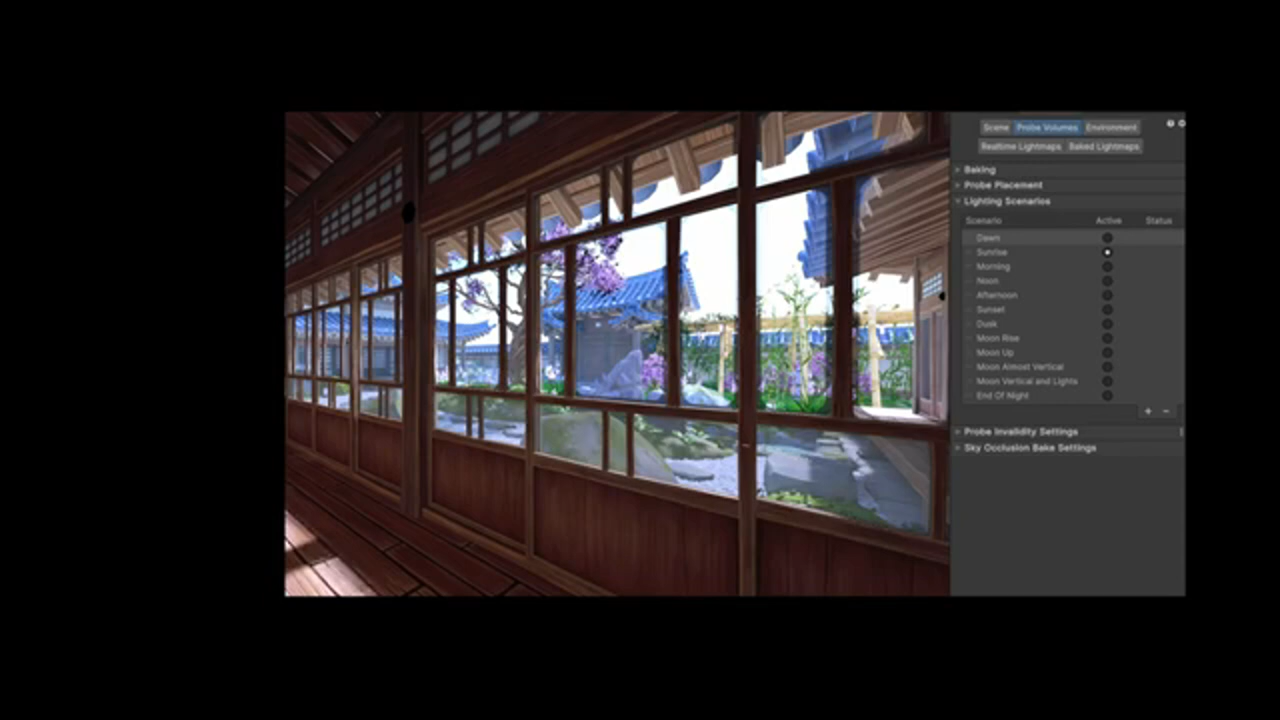 Scene Probe Volumes Environment
Realtime Lightmaps Baked Lightmaps
Baking
Probe Placement
Lighting Scenarios
Scenario Active Status
Dawn
Sunrise
Morning
Noon
Afternoon
Sunset
Dusk
Moon Rise
Moon Up
Moon Almost Vertical
Moon Vertical and Lights
End Of Night
Probe Invalidity Settings
Sky Occlusion Bake Settings